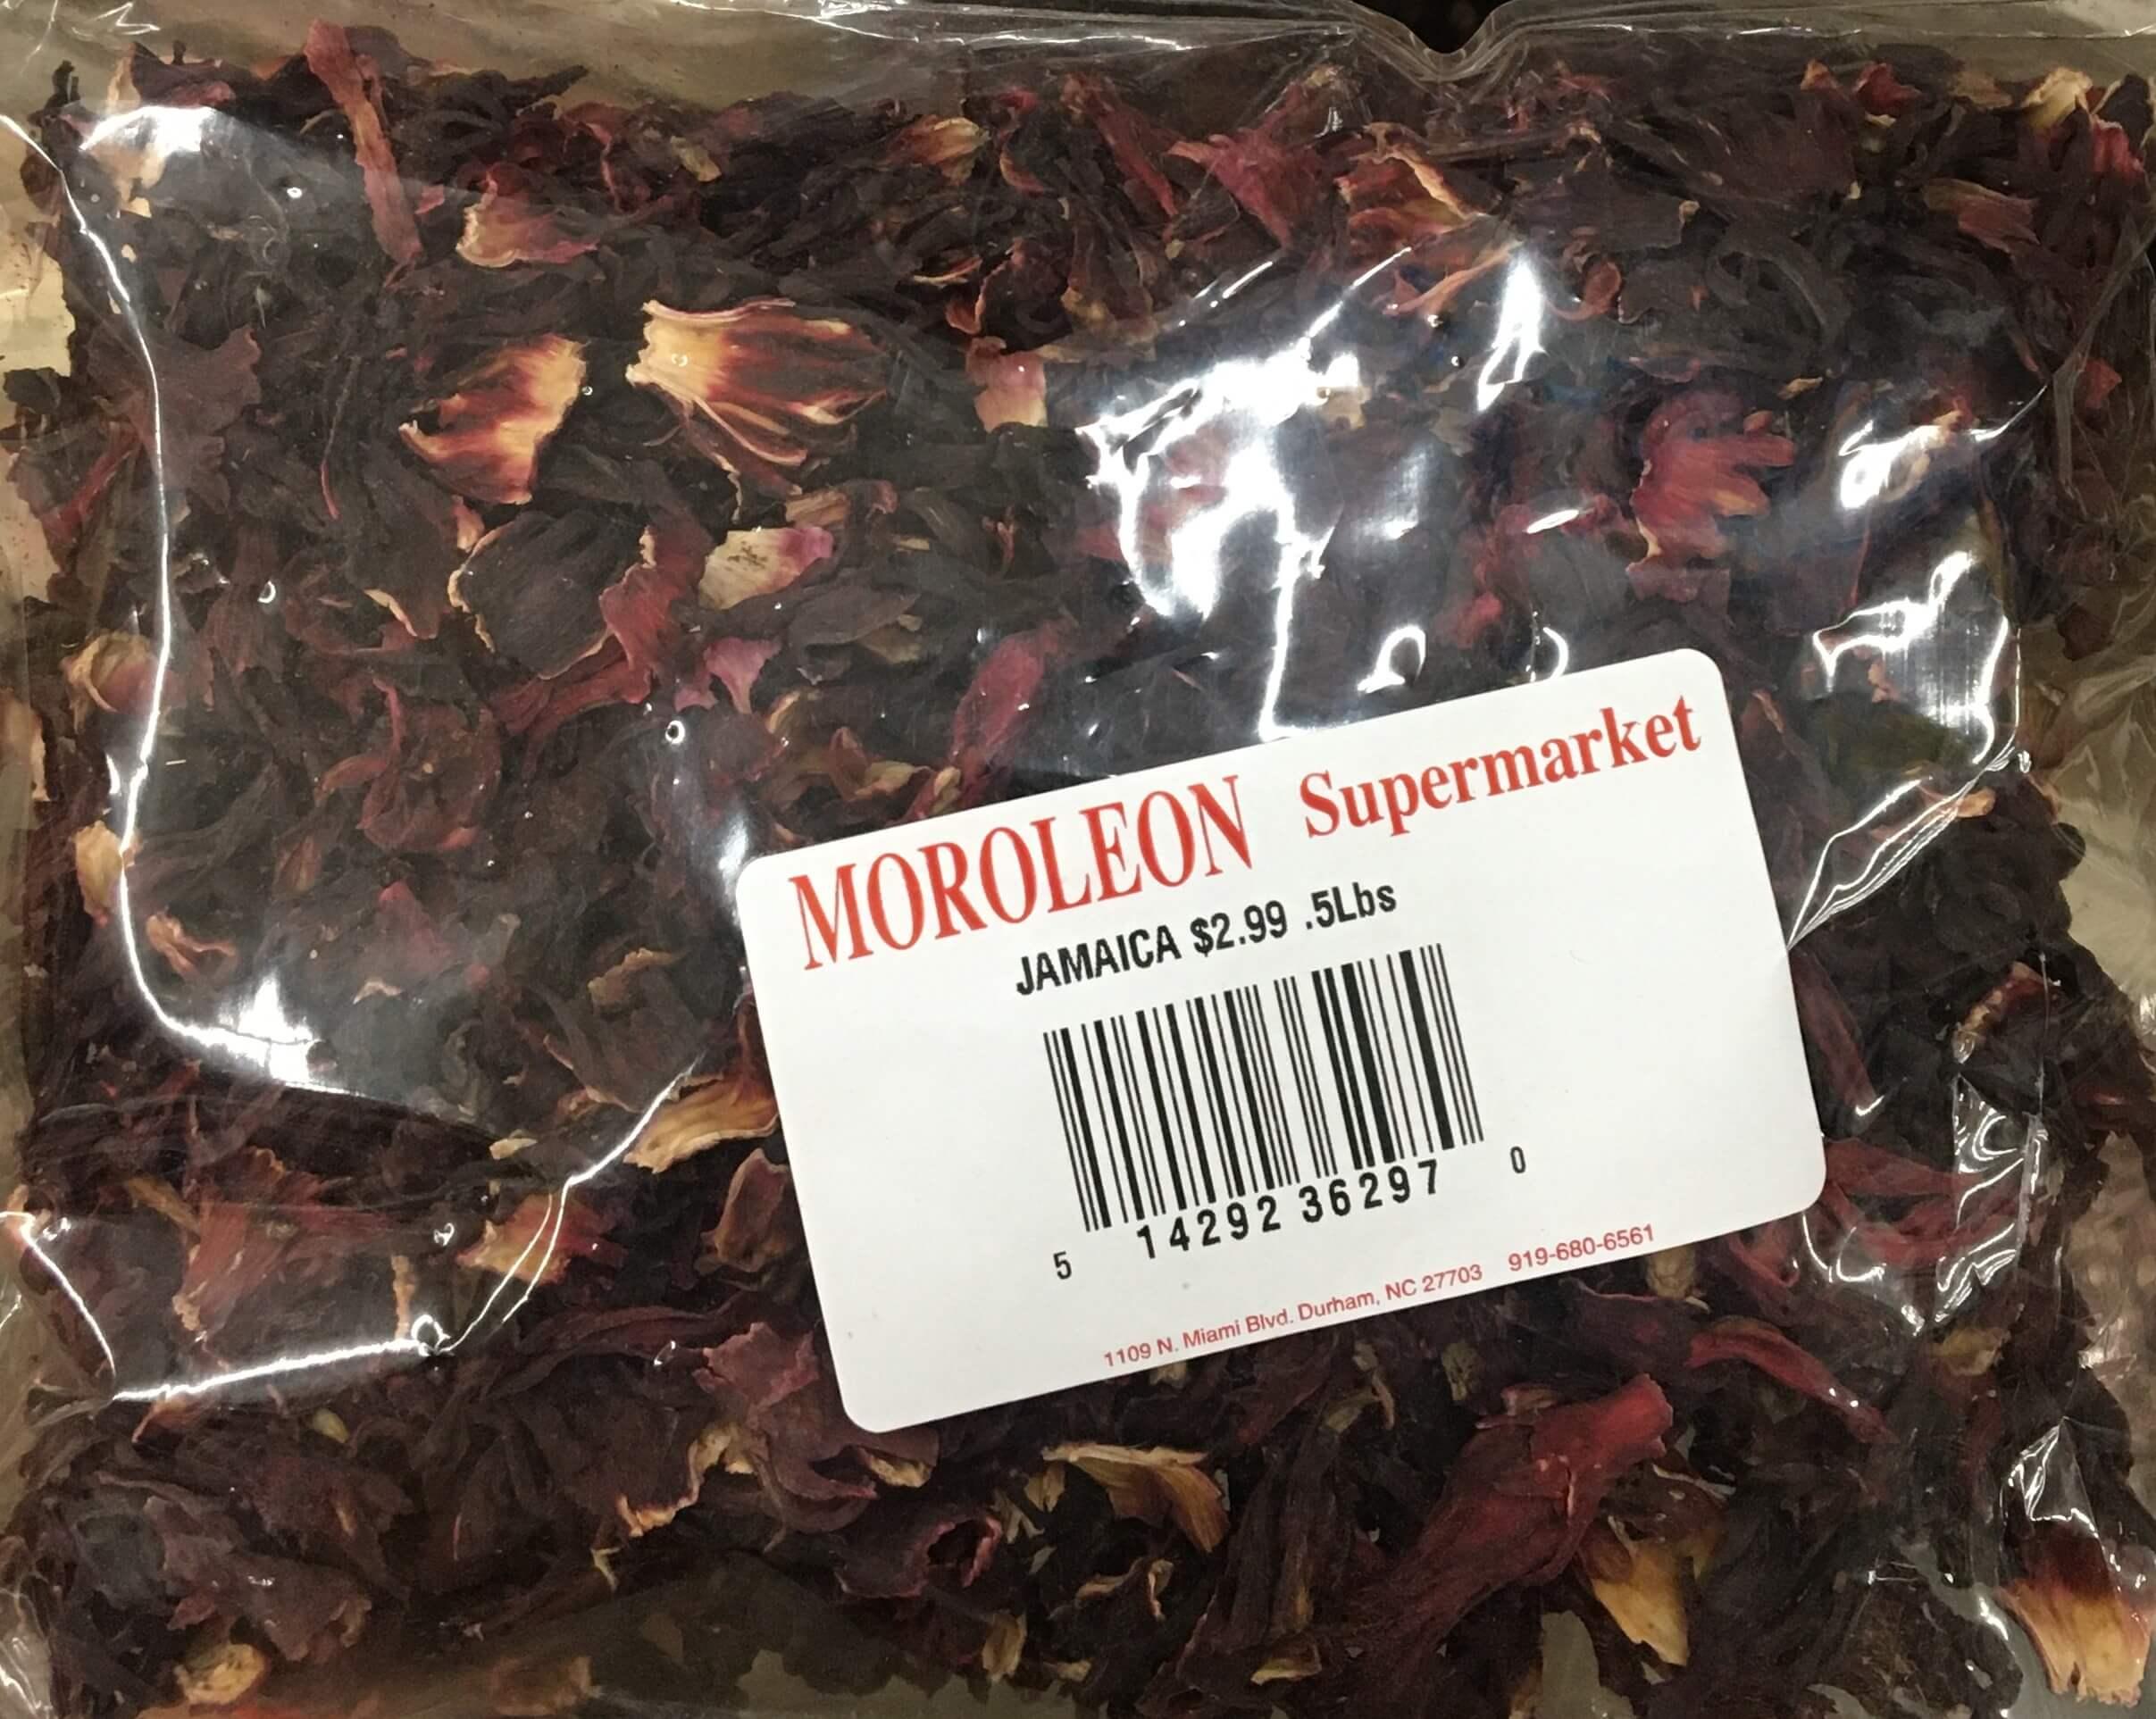 MOROLEON Supermarket
JAMAICA $2.99 .5Lbs
5 14292 36297 0
1109 N. Miami Blvd. Durham, NC 27703 919-680-6561